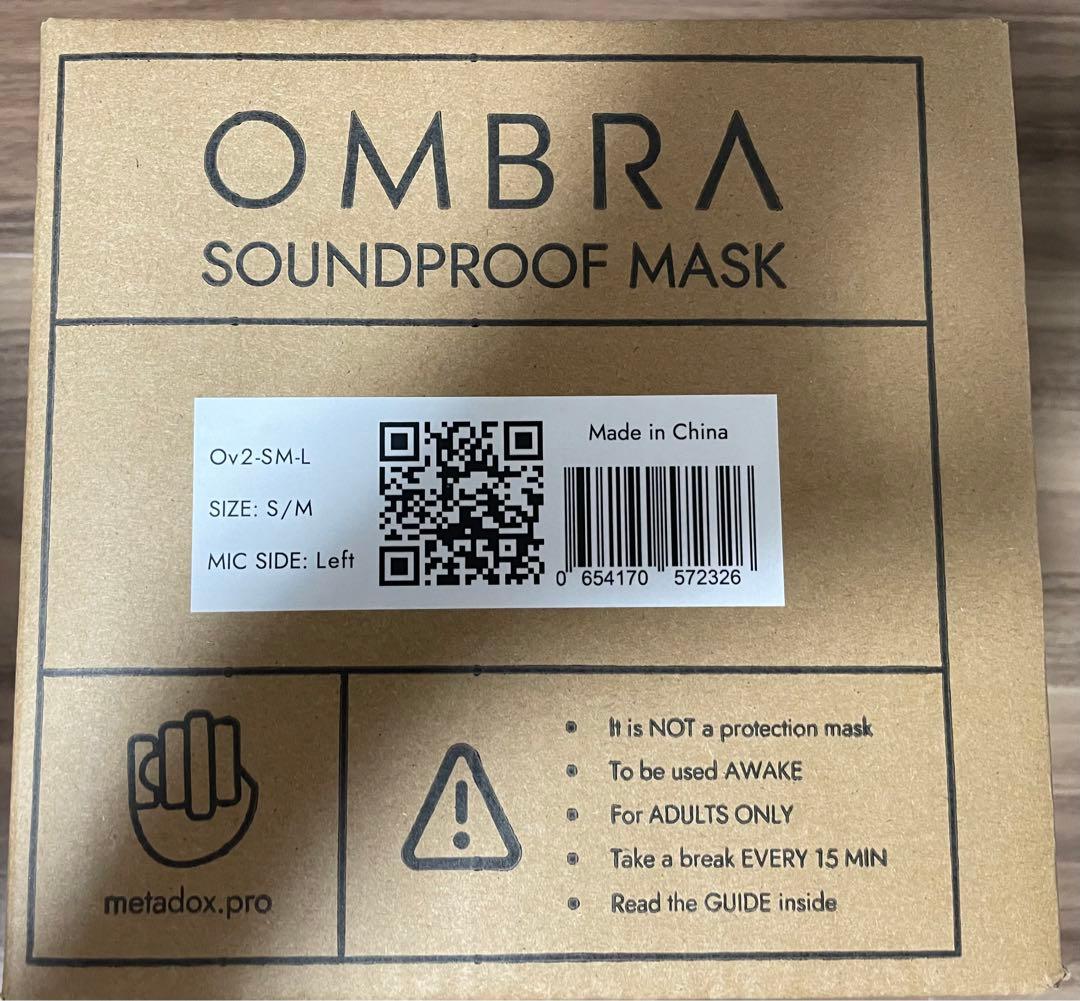 OMBRΛ
SOUNDPROOF MASK
Ov2-SM-L
SIZE: S/M
MIC SIDE: Left
Made in China
0 654170 572326
metadox.pro
It is NOT a protection mask
To be used AWAKE
For ADULTS ONLY
Take a break EVERY 15 MIN
Read the GUIDE inside